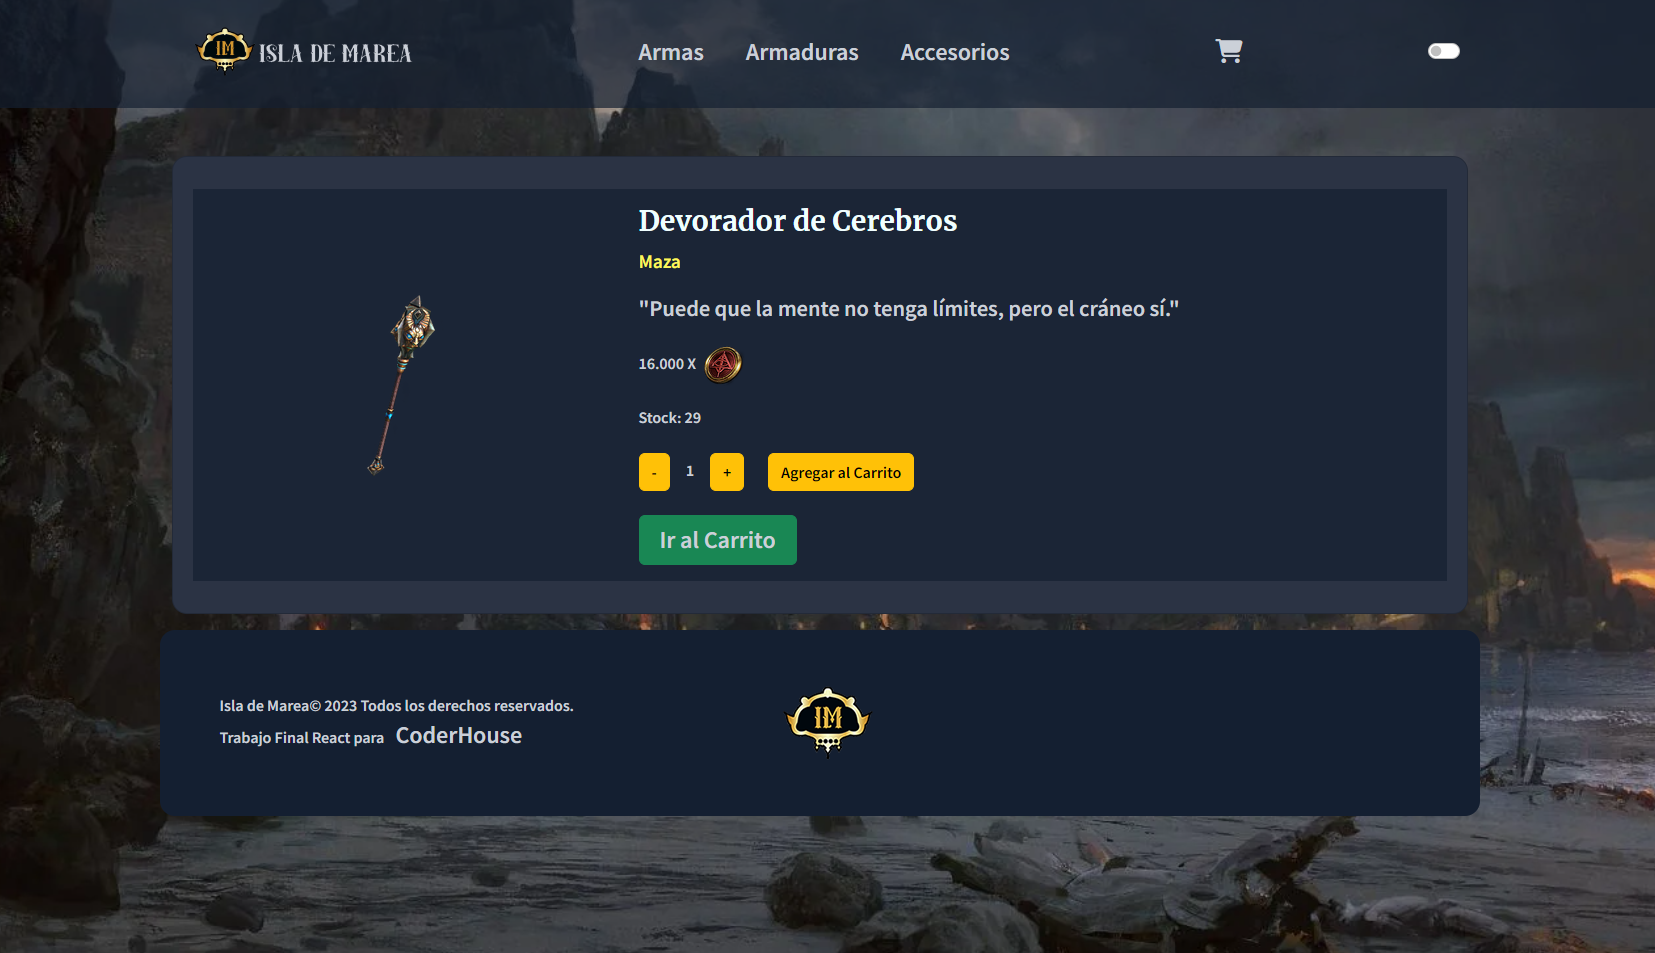 IM ISLA DE MAREA
Armas Armaduras Accesorios
Devorador de Cerebros
Maza
"Puede que la mente no tenga límites, pero el cráneo sí."
16.000 X
Stock: 29
- 1 + Agregar al Carrito
Ir al Carrito
Isla de Marea© 2023 Todos los derechos reservados.
Trabajo Final React para CoderHouse
IM